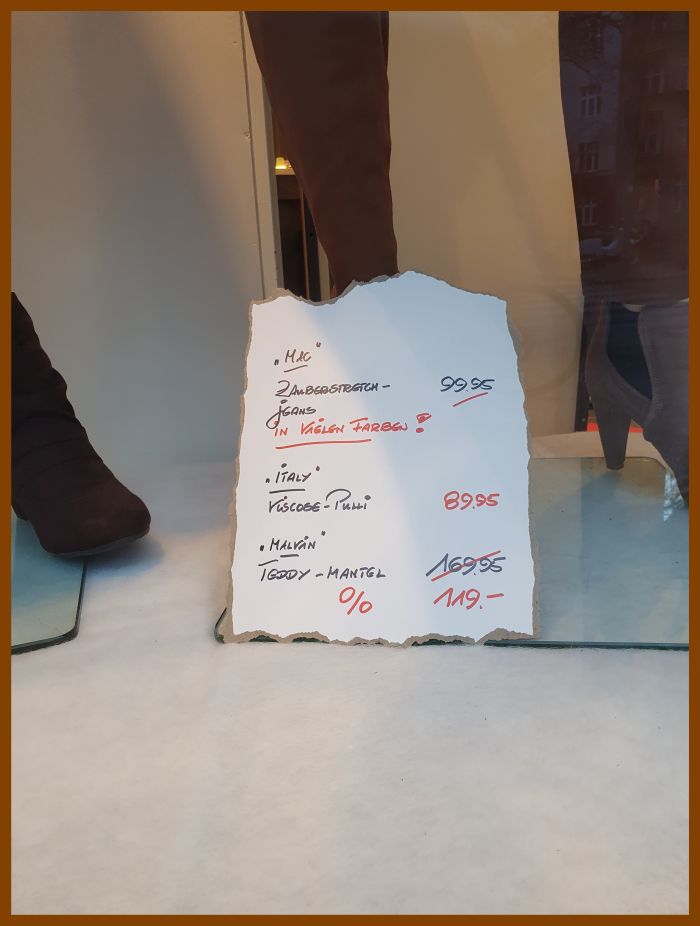 „MAC"
ZAUBERSTRETCH- 99.95
JEANS
IN VIELEN FARBEN!
„ITALY"
VISCOSE-PULLI 89.95
„MALVIN"
TEDDY-MANTEL 169.95
% 119.-